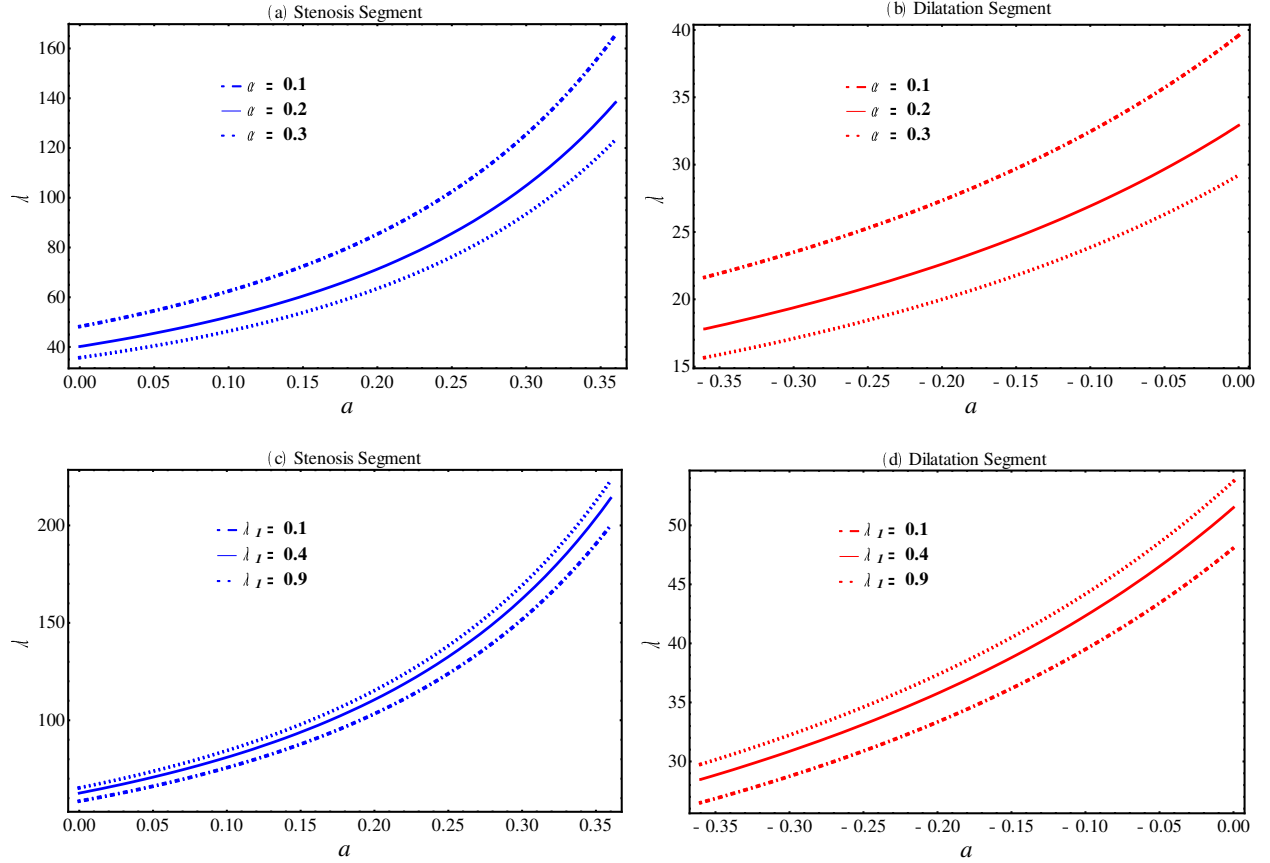 (a) Stenosis Segment
160
140
120
100
80
60
40
λ
α = 0.1
α = 0.2
α = 0.3
0.00 0.05 0.10 0.15 0.20 0.25 0.30 0.35
a
(b) Dilatation Segment
40
35
30
25
20
15
λ
α = 0.1
α = 0.2
α = 0.3
- 0.35 - 0.30 - 0.25 - 0.20 - 0.15 - 0.10 - 0.05 0.00
a
(c) Stenosis Segment
200
150
100
λ
λ1 = 0.1
λ1 = 0.4
λ1 = 0.9
0.00 0.05 0.10 0.15 0.20 0.25 0.30 0.35
a
(d) Dilatation Segment
50
45
40
35
30
λ
λ1 = 0.1
λ1 = 0.4
λ1 = 0.9
- 0.35 - 0.30 - 0.25 - 0.20 - 0.15 - 0.10 - 0.05 0.00
a